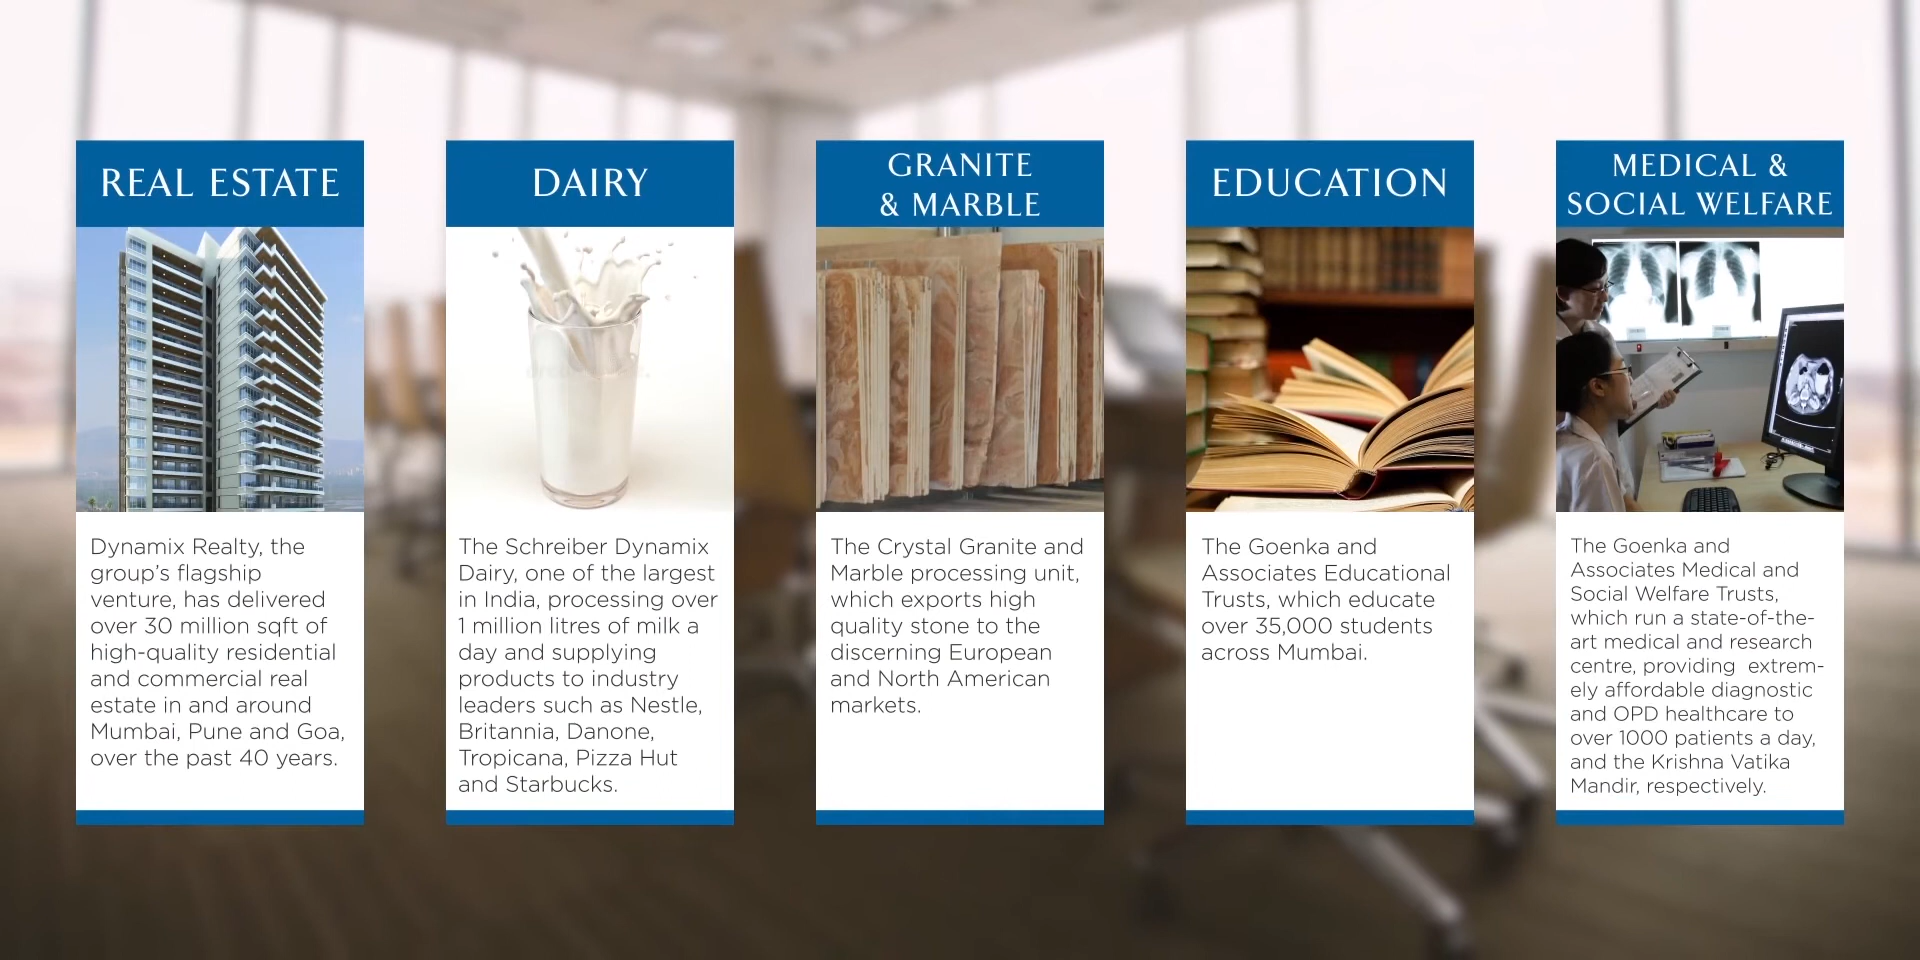 REAL ESTATE
Dynamix Realty, the
group's flagship
venture, has delivered
over 30 million sqft of
high-quality residential
and commercial real
estate in and around
Mumbai, Pune and Goa,
over the past 40 years.
DAIRY
The Schreiber Dynamix
Dairy, one of the largest
in India, processing over
1 million litres of milk a
day and supplying
products to industry
leaders such as Nestle,
Britannia, Danone,
Tropicana, Pizza Hut
and Starbucks.
GRANITE
& MARBLE
The Crystal Granite and
Marble processing unit,
which exports high
quality stone to the
discerning European
and North American
markets.
EDUCATION
The Goenka and
Associates Educational
Trusts, which educate
over 35,000 students
across Mumbai.
MEDICAL &
SOCIAL WELFARE
The Goenka and
Associates Medical and
Social Welfare Trusts,
which run a state-of-the-
art medical and research
centre, providing  extrem-
ely affordable diagnostic
and OPD healthcare to
over 1000 patients a day,
and the Krishna Vatika
Mandir, respectively.